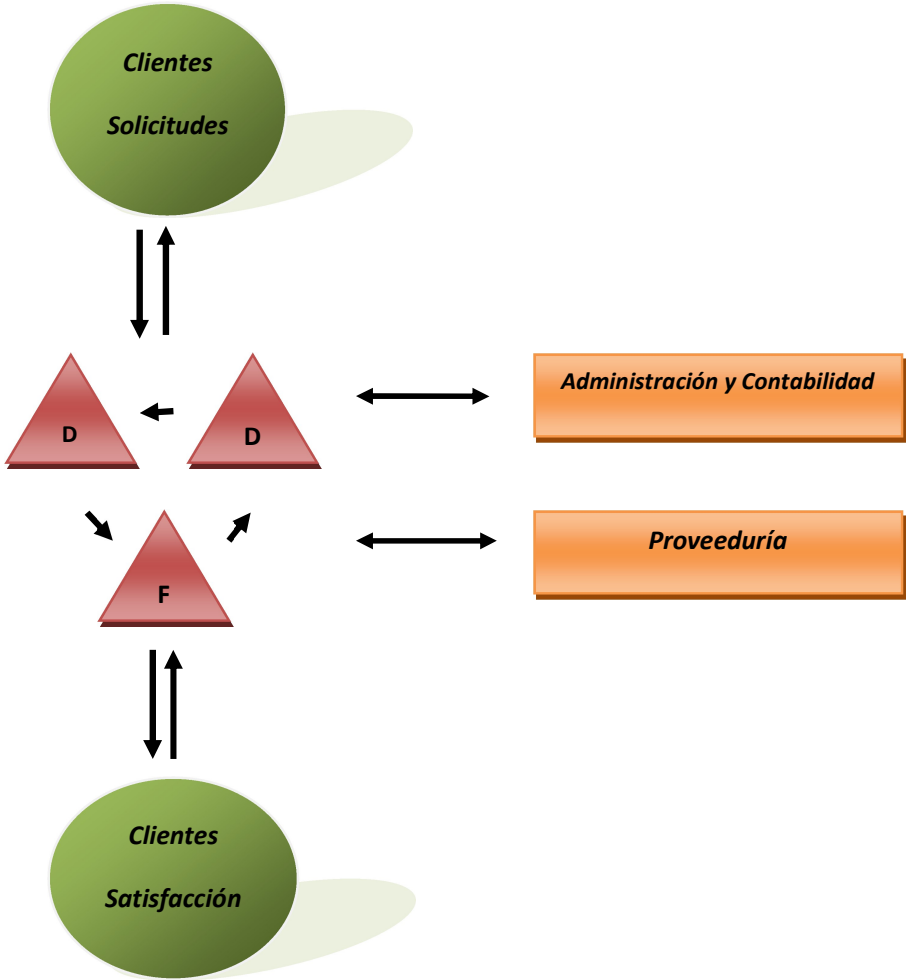 Clientes
Solicitudes
D
D
Administración y Contabilidad
F
Proveeduría
Clientes
Satisfacción